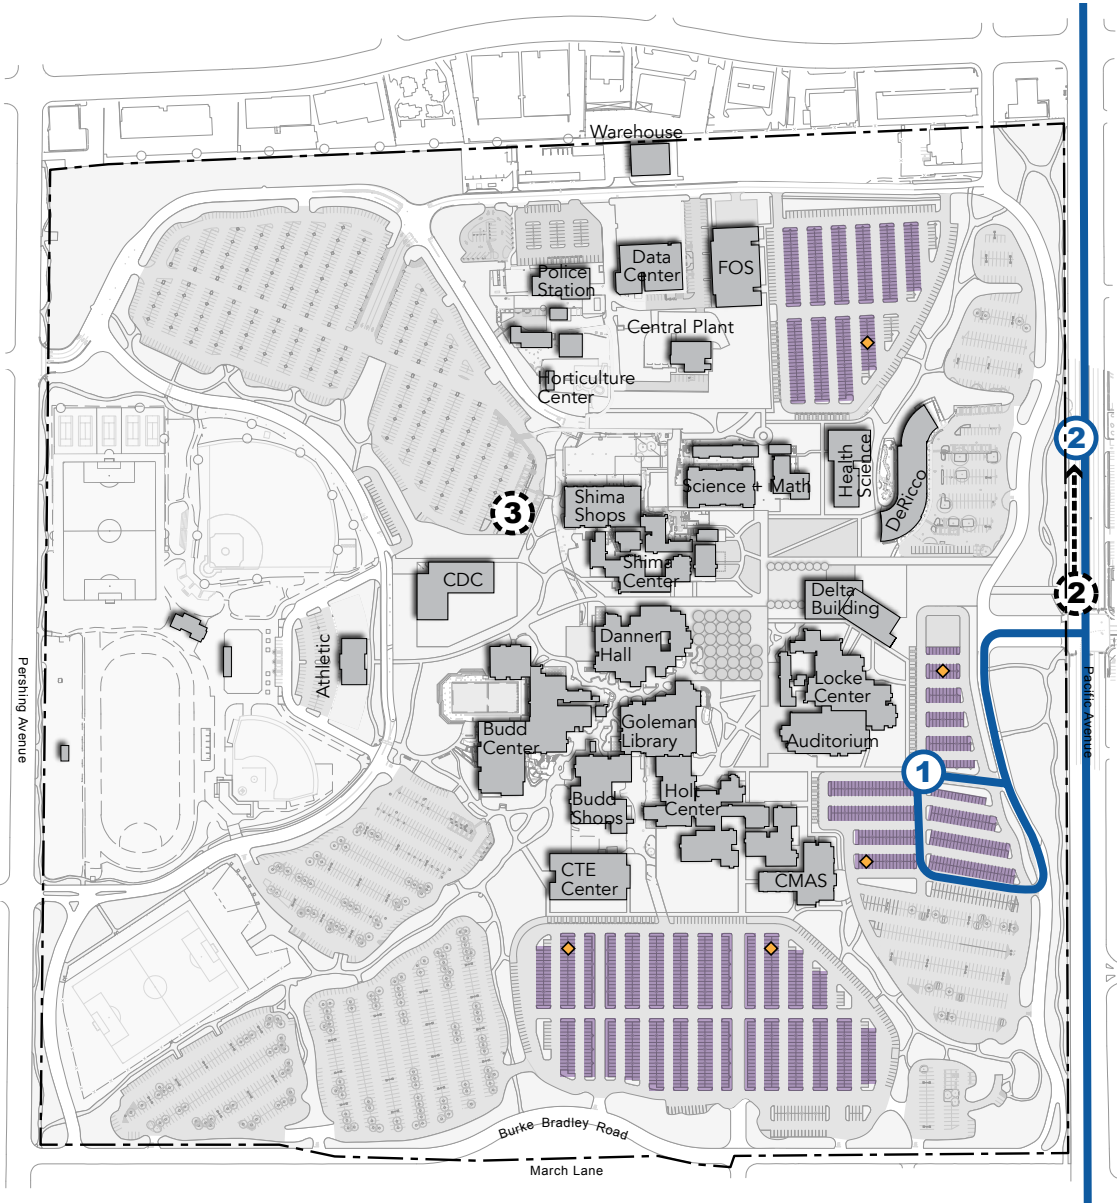 Warehouse
Data
Center
FOS
Police
Station
Central Plant
Horticulture
Center
2
Health
Science
DeRicco
Science + Math
Shima
Shops
3
Shima
Center
CDC
Delta
Building
2
Danner
Hall
Athletic
Locke
Center
Pershing Avenue
Pacific Avenue
Goleman
Library
Budd
Center
Auditorium
1
Budd
Shops
Holt
Center
CTE
Center
CMAS
Burke Bradley Road
March Lane